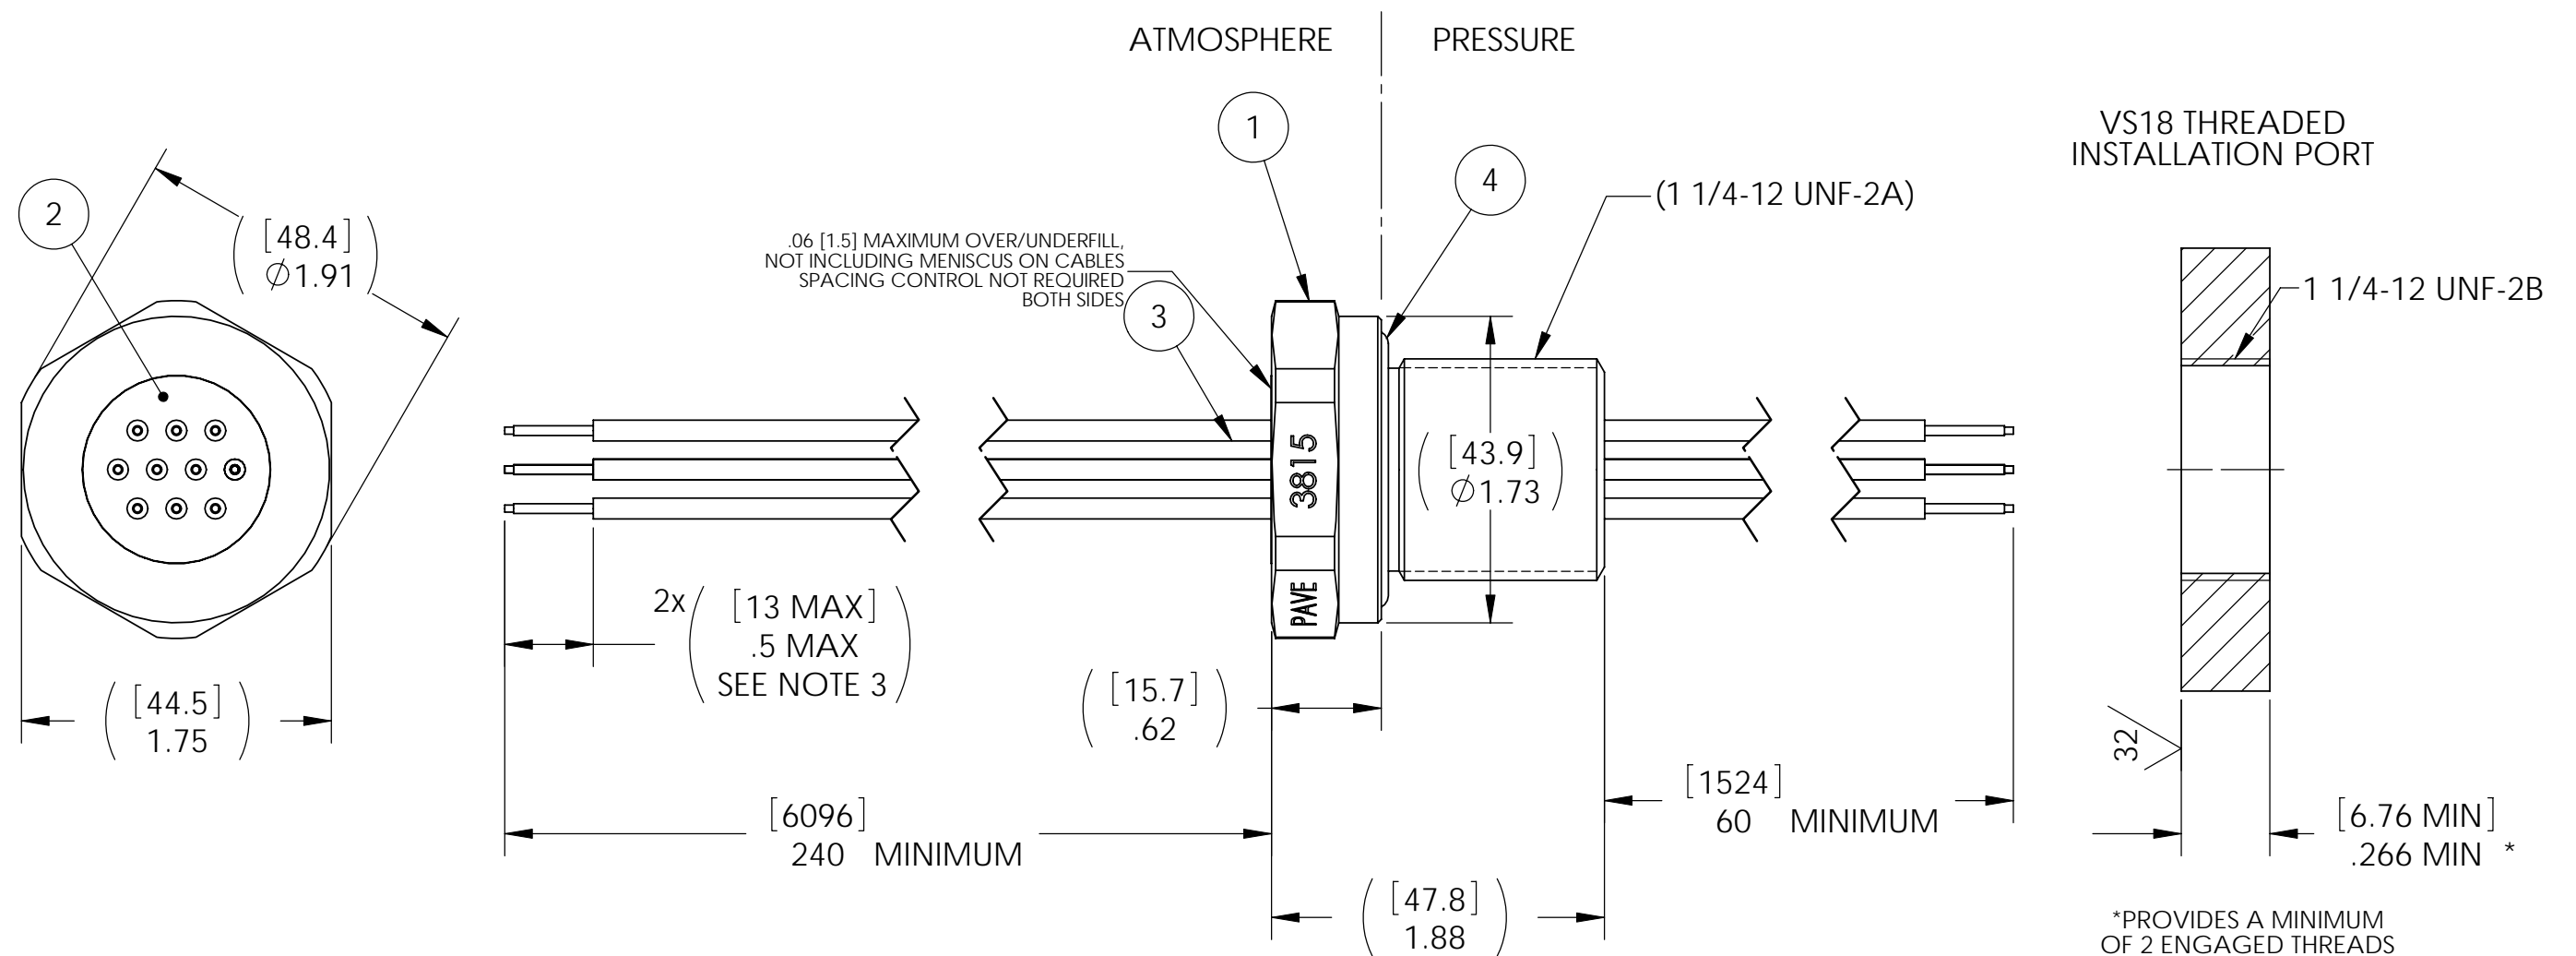 ATMOSPHERE
PRESSURE
1
2
3
4
[48.4]
∅1.91
.06 [1.5] MAXIMUM OVER/UNDERFILL,
NOT INCLUDING MENISCUS ON CABLES
SPACING CONTROL NOT REQUIRED
BOTH SIDES
(1 1/4-12 UNF-2A)
VS18 THREADED
INSTALLATION PORT
1 1/4-12 UNF-2B
3815
PAVE
[43.9]
∅1.73
2x
[13 MAX]
.5 MAX
SEE NOTE 3
[44.5]
1.75
[15.7]
.62
[6096]
240 MINIMUM
[1524]
60 MINIMUM
[47.8]
1.88
32
[6.76 MIN]
.266 MIN *
*PROVIDES A MINIMUM
OF 2 ENGAGED THREADS